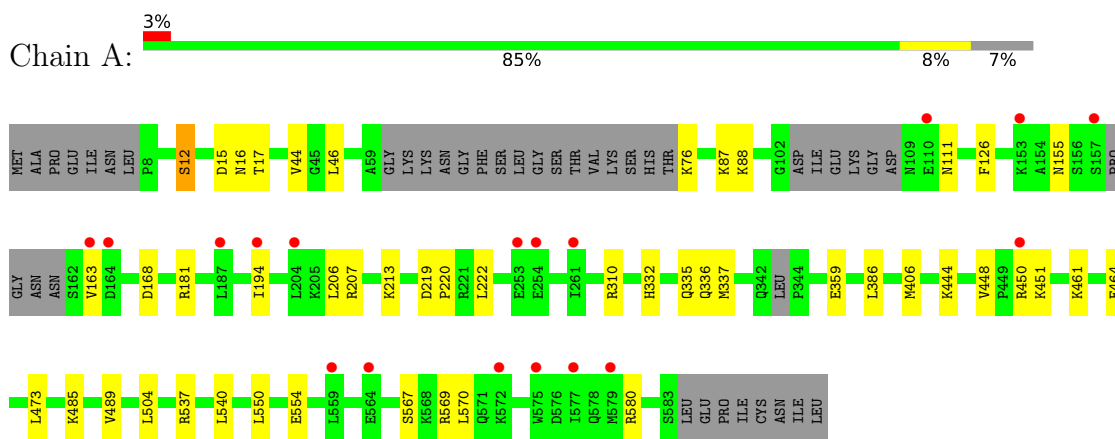 3%
Chain A:
85% 8% 7%
MET ALA PRO GLU ILE ASN LEU P8 S12 D15 N16 T17 V44 G45 L46 A59 GLY LYS LYS ASN GLY PHE SER LEU GLY SER THR VAL LYS SER HIS THR K76 K87 K88 G102 ASP ILE GLU LYS GLY ASP N109 E110 N111 F126 K153 A154 N155 S156 S157 PRO
GLY ASN ASN S162 V163 D164 D168 R181 L187 I194 L204 K205 L206 R207 K213 D219 P220 R221 L222 E253 E254 I261 R310 H332 Q335 Q336 M337 Q342 LEU P344 E359 L386 M406 K444 V448 P449 R450 K451 K461 E464
L473 K485 V489 L504 R537 L540 L550 E554 L559 E564 S567 K568 R569 L570 Q571 K572 W575 D576 I577 Q578 M579 R580 S583 LEU GLU PRO ILE CYS ASN ILE LEU